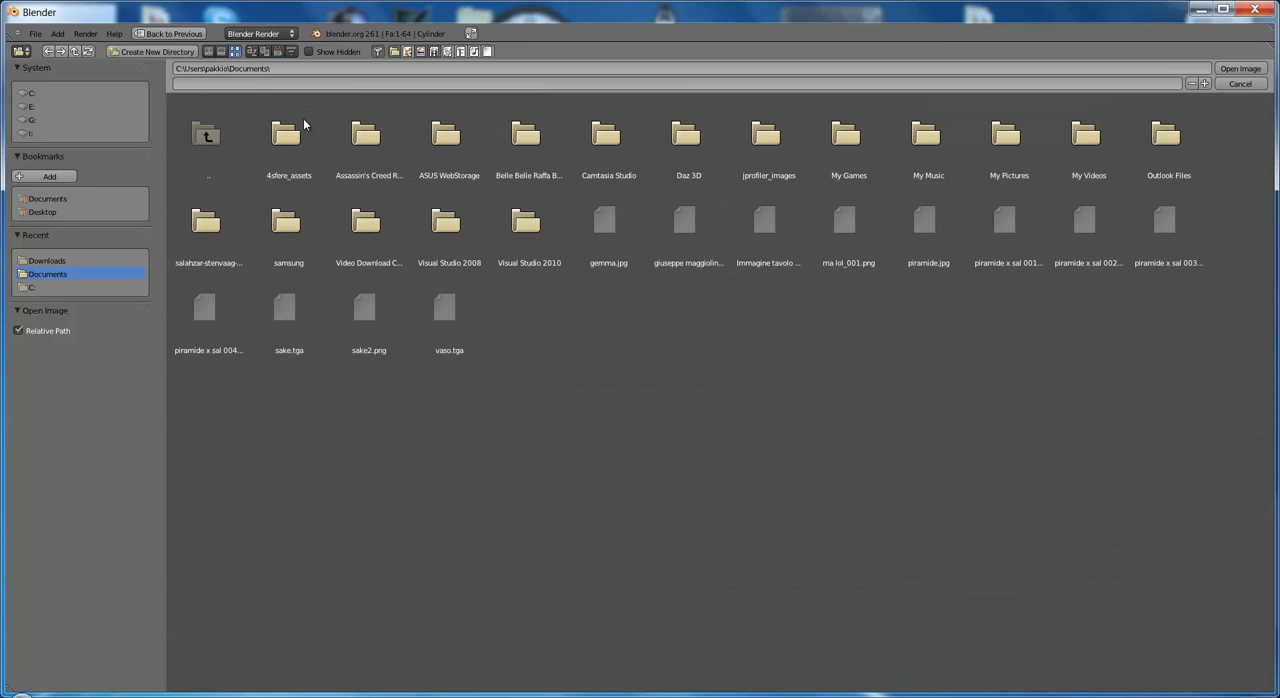 Blender
File Add Render Help Back to Previous Blender Render blender.org 261 | Fa:1-64 | Cylinder
Create New Directory Show Hidden
System
C:\Users\pakkio\Documents\ Open Image
Cancel
C:
E:
G:
I:
Bookmarks
Add
Documents
Desktop
Recent
Downloads
Documents
C:
Open Image
Relative Path
.. 4sfere_assets Assassin's Creed R... ASUS WebStorage Belle Belle Raffa B... Camtasia Studio Daz 3D jprofiler_images My Games My Music My Pictures My Videos Outlook Files
salahzar-stenvaag-... samsung Video Download C... Visual Studio 2008 Visual Studio 2010 gemma.jpg giuseppe maggiolin... Immagine tavolo ... ma lol_001.png piramide.jpg piramide x sal 001... piramide x sal 002... piramide x sal 003...
piramide x sal 004... sake.tga sake2.png vaso.tga